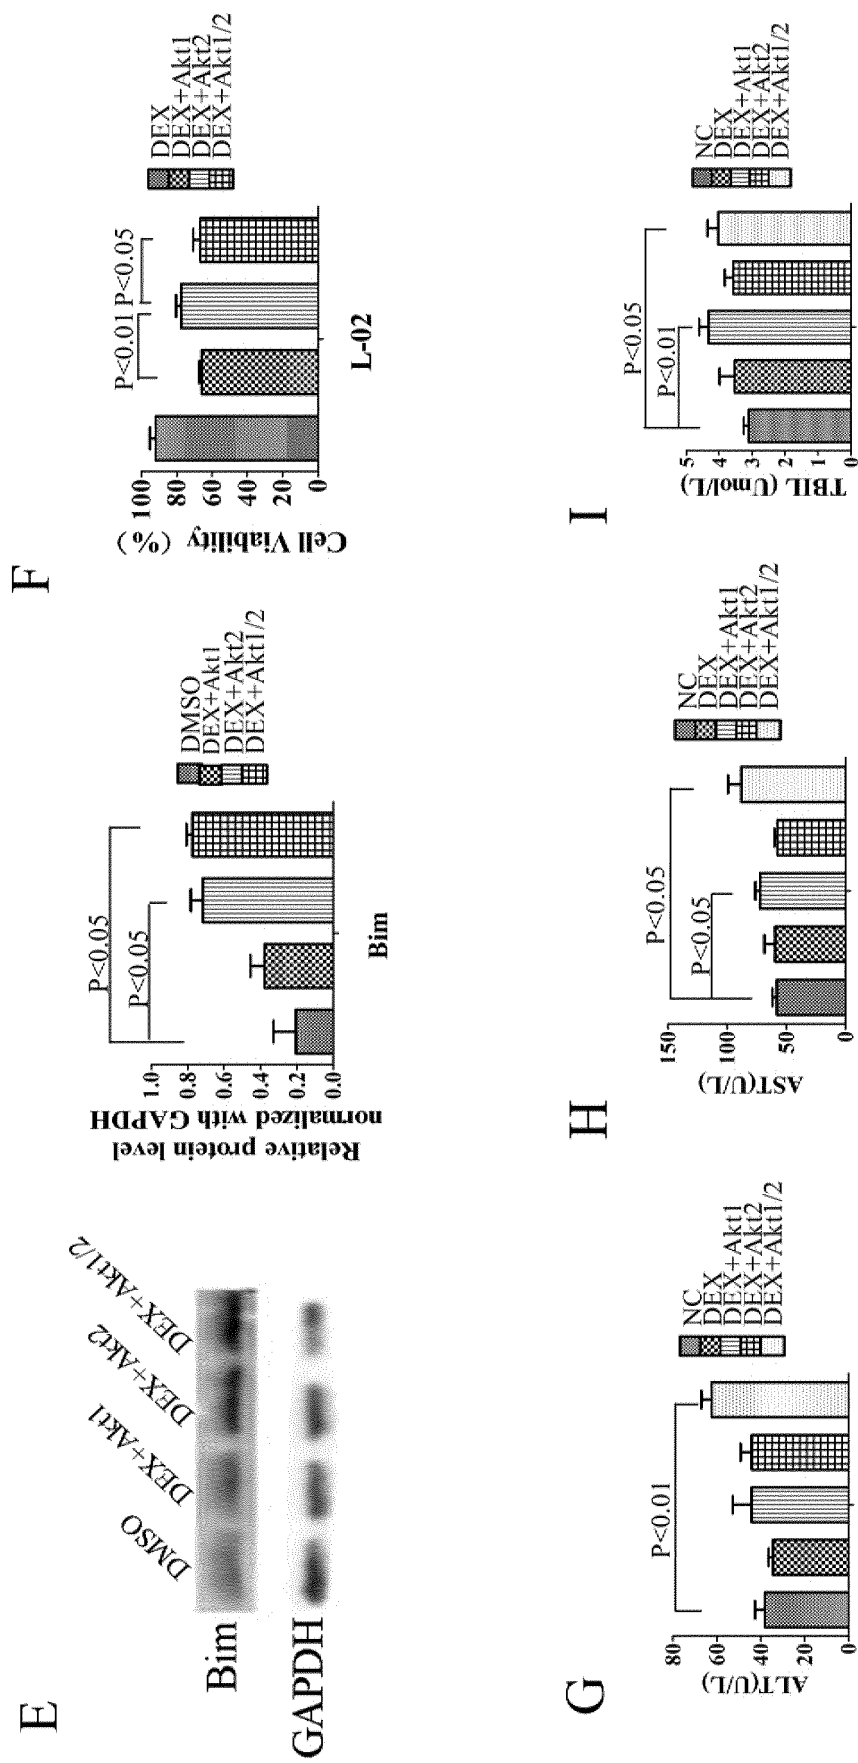 E
DMSO
DEX+Akt1
DEX+Akt2
DEX+Akt1/2
Bim
GAPDH
Relative protein level
normalized with GAPDH
1.0
0.8
0.6
0.4
0.2
0.0
P<0.05
P<0.05
Bim
DMSO
DEX+Akt1
DEX+Akt2
DEX+Akt1/2
F
Cell Viability (%)
100
80
60
40
20
0
P<0.01
P<0.05
L-02
DEX
DEX+Akt1
DEX+Akt2
DEX+Akt1/2
G
ALT(U/L)
80
60
40
20
0
P<0.01
NC
DEX
DEX+Akt1
DEX+Akt2
DEX+Akt1/2
H
AST(U/L)
150
100
50
0
P<0.05
P<0.05
NC
DEX
DEX+Akt1
DEX+Akt2
DEX+Akt1/2
I
TBIL (Umol/L)
5
4
3
2
1
0
P<0.05
P<0.01
NC
DEX
DEX+Akt1
DEX+Akt2
DEX+Akt1/2